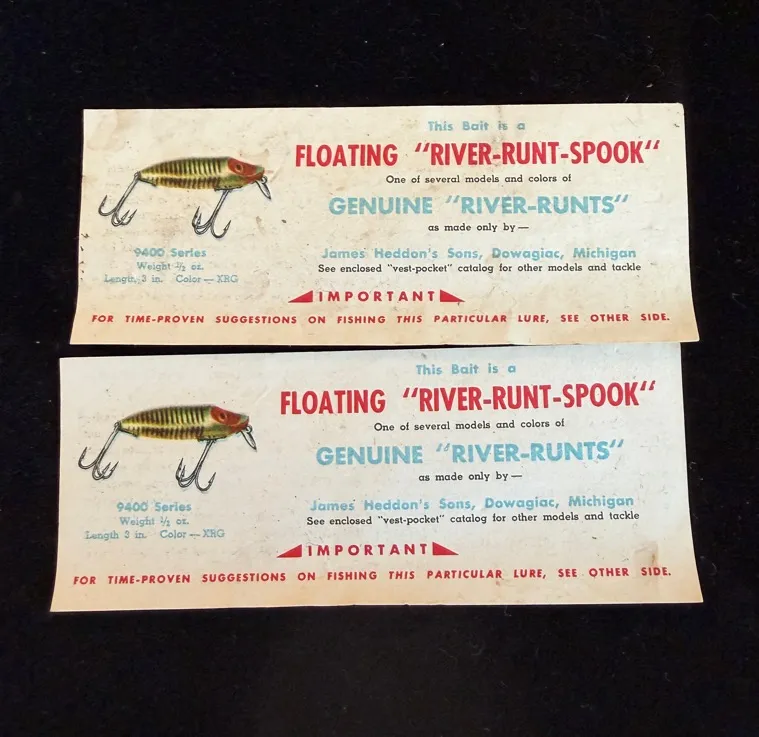 This Bait is a
FLOATING "RIVER-RUNT-SPOOK"
One of several models and colors of
GENUINE "RIVER-RUNTS"
as made only by—
9400 Series
Weight ½ oz.
Length, 3 in. Color—XRG
James Heddon's Sons, Dowagiac, Michigan
See enclosed "vest-pocket" catalog for other models and tackle
IMPORTANT
FOR TIME-PROVEN SUGGESTIONS ON FISHING THIS PARTICULAR LURE, SEE OTHER SIDE.
This Bait is a
FLOATING "RIVER-RUNT-SPOOK"
One of several models and colors of
GENUINE "RIVER-RUNTS"
as made only by—
9400 Series
Weight ½ oz.
Length 3 in. Color—XRG
James Heddon's Sons, Dowagiac, Michigan
See enclosed "vest-pocket" catalog for other models and tackle
IMPORTANT
FOR TIME-PROVEN SUGGESTIONS ON FISHING THIS PARTICULAR LURE, SEE OTHER SIDE.